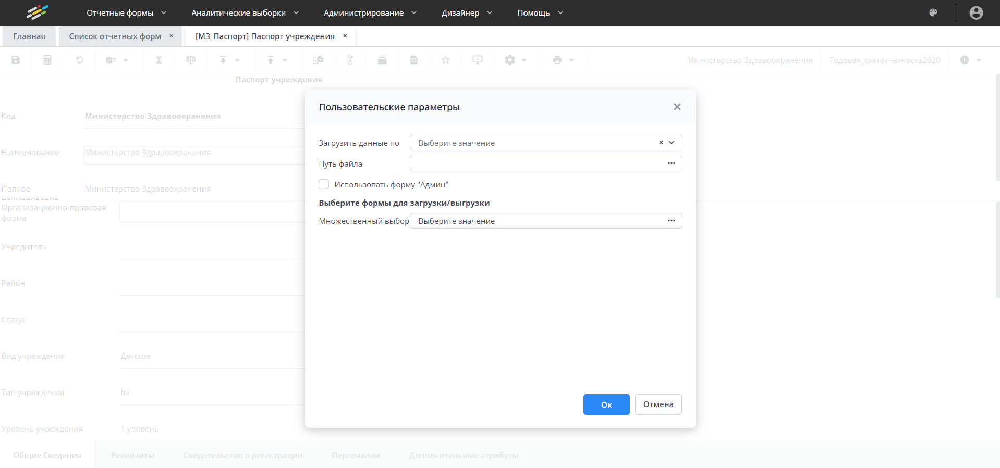 Отчетные формы Аналитические выборки Администрирование Дизайнер Помощь
Главная Список отчетных форм × [МЗ_Паспорт] Паспорт учреждения ×
Министерство Здравоохранения Годовая_статотчетность2020
Паспорт учреждения
Код Министерство Здравоохранения
Наименование Министерство Здравоохранения
Полное наименование Министерство Здравоохранения
Организационно-правовая
форма
Учредитель
Район
Статус
Вид учреждения Детское
Тип учреждения ba
Уровень учреждения 1 уровень
Общие Сведения Реквизиты Свидетельство о регистрации Персоналии Дополнительные атрибуты
Пользовательские параметры
Загрузить данные по Выберите значение
Путь файла
Использовать форму "Админ"
Выберите формы для загрузки/выгрузки
Множественный выбор Выберите значение
Ок Отмена